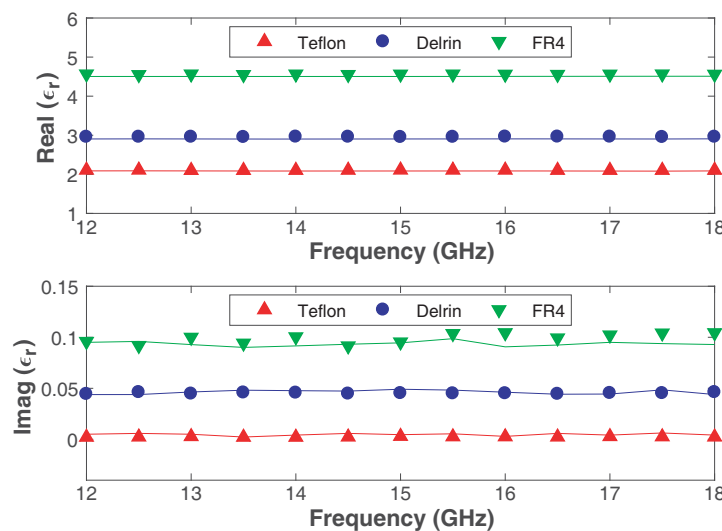 6
5
4
3
2
1
Real (ϵr)
Teflon Delrin FR4
12 13 14 15 16 17 18
Frequency (GHz)
0.15
0.1
0.05
0
Imag (ϵr)
Teflon Delrin FR4
12 13 14 15 16 17 18
Frequency (GHz)